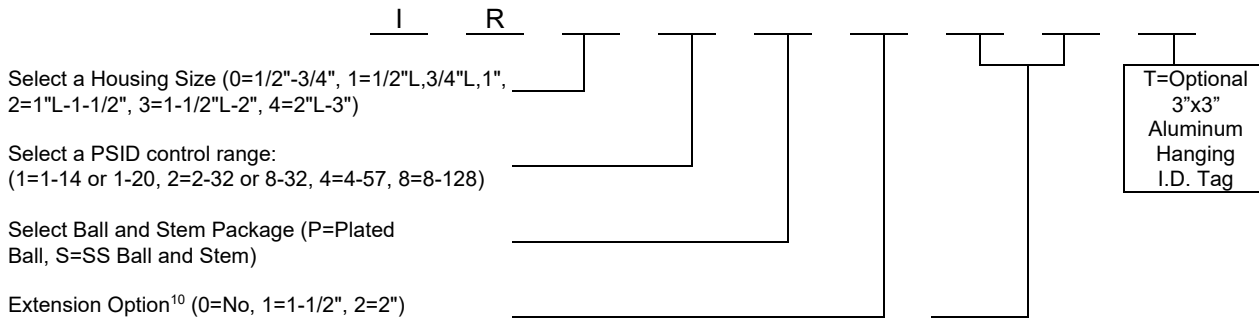 I R
Select a Housing Size (0=1/2"-3/4", 1=1/2"L,3/4"L,1",
2=1"L-1-1/2", 3=1-1/2"L-2", 4=2"L-3")
Select a PSID control range:
(1=1-14 or 1-20, 2=2-32 or 8-32, 4=4-57, 8=8-128)
Select Ball and Stem Package (P=Plated
Ball, S=SS Ball and Stem)
Extension Option¹⁰ (0=No, 1=1-1/2", 2=2")
T=Optional
3”x3”
Aluminum
Hanging
I.D. Tag